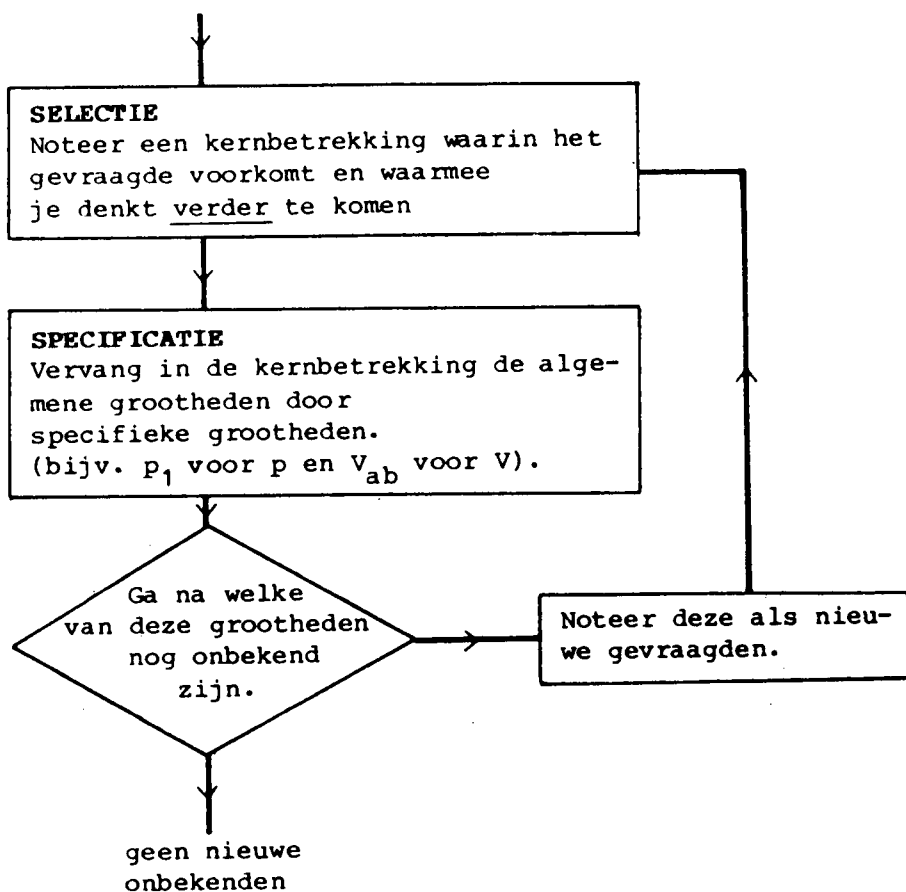 SELECTIE
Noteer een kernbetrekking waarin het
gevraagde voorkomt en waarmee
je denkt verder te komen
SPECIFICATIE
Vervang in de kernbetrekking de alge-
mene grootheden door
specifieke grootheden.
(bijv. p₁ voor p en V_ab voor V).
Ga na welke
van deze grootheden
nog onbekend
zijn.
Noteer deze als nieu-
we gevraagden.
geen nieuwe
onbekenden